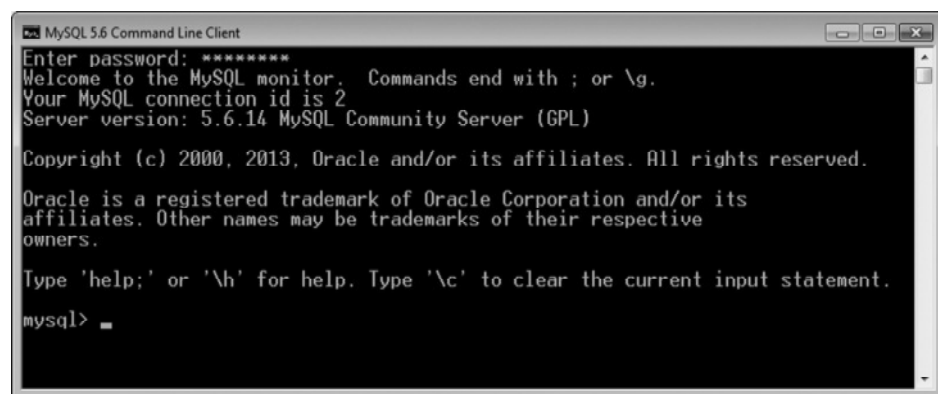 MySQL 5.6 Command Line Client
Enter password: ********
Welcome to the MySQL monitor.  Commands end with ; or \g.
Your MySQL connection id is 2
Server version: 5.6.14 MySQL Community Server (GPL)
Copyright (c) 2000, 2013, Oracle and/or its affiliates. All rights reserved.
Oracle is a registered trademark of Oracle Corporation and/or its
affiliates. Other names may be trademarks of their respective
owners.
Type 'help;' or '\h' for help. Type '\c' to clear the current input statement.
mysql> _